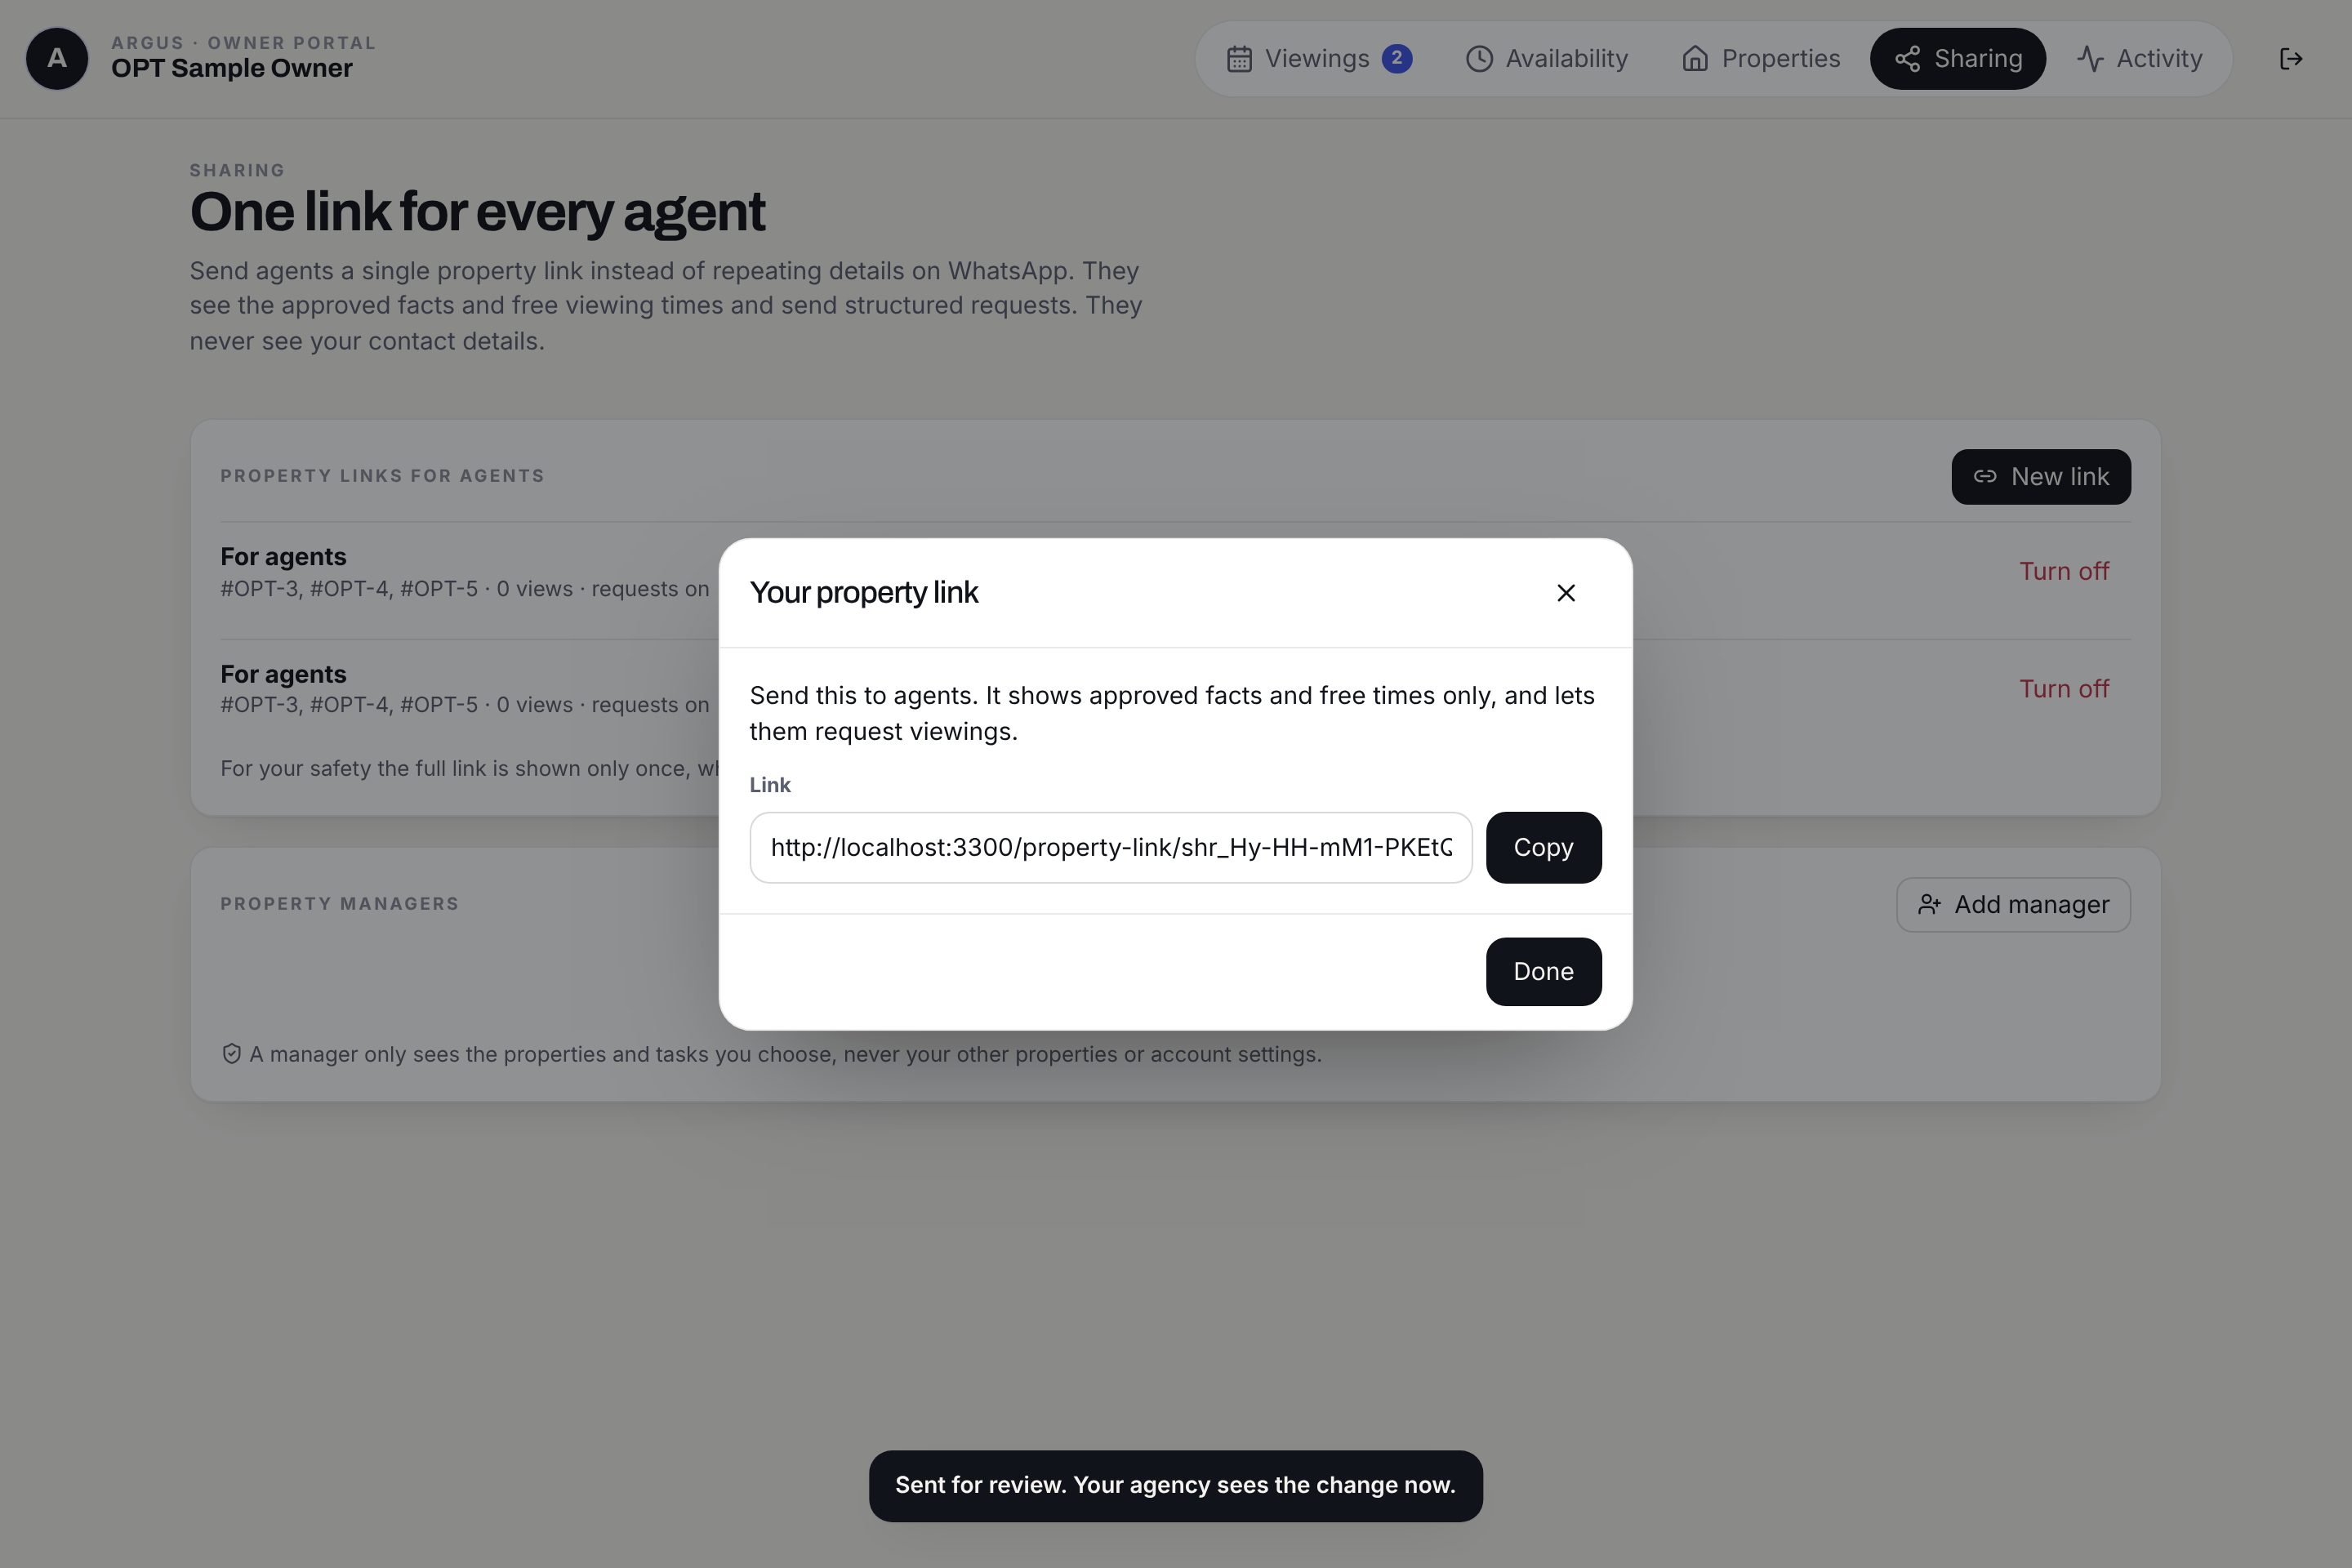 A
ARGUS · OWNER PORTAL
OPT Sample Owner
Viewings 2
Availability
Properties
Sharing
Activity
SHARING
One link for every agent
Send agents a single property link instead of repeating details on WhatsApp. They
see the approved facts and free viewing times and send structured requests. They
never see your contact details.
PROPERTY LINKS FOR AGENTS
New link
For agents
#OPT-3, #OPT-4, #OPT-5 · 0 views · requests on
Turn off
For agents
#OPT-3, #OPT-4, #OPT-5 · 0 views · requests on
Turn off
For your safety the full link is shown only once,
Your property link
Send this to agents. It shows approved facts and free times only, and lets
them request viewings.
Link
http://localhost:3300/property-link/shr_Hy-HH-mM1-PKEt
Copy
Done
PROPERTY MANAGERS
Add manager
A manager only sees the properties and tasks you choose, never your other properties or account settings.
Sent for review. Your agency sees the change now.